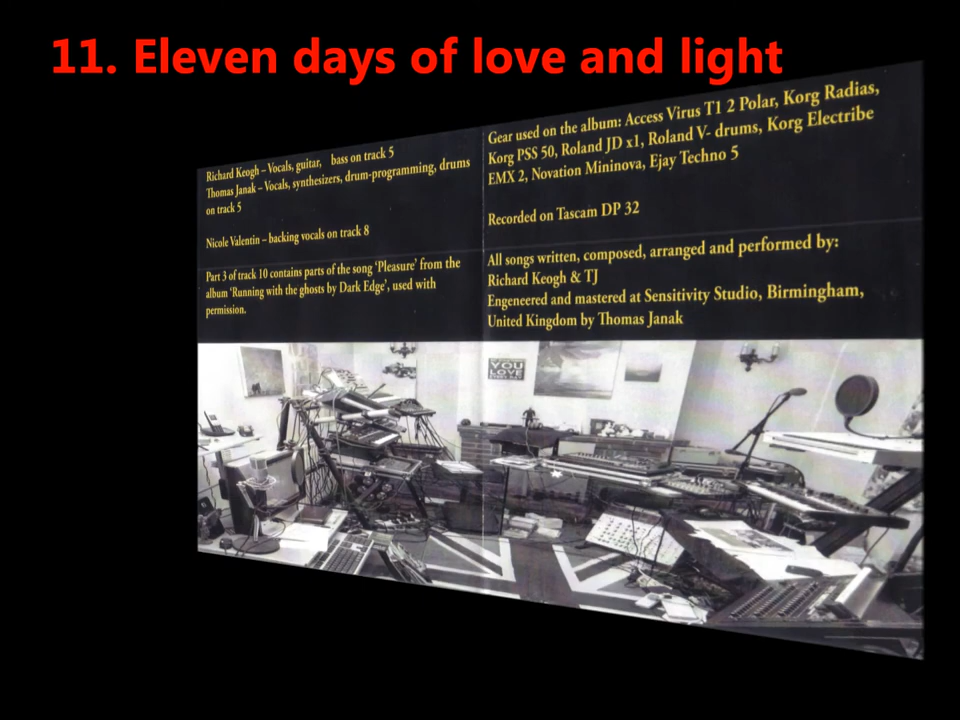 11. Eleven days of love and light
Richard Keogh – Vocals, guitar, bass on track 5
Thomas Janak – Vocals, synthesizers, drum-programming, drums
on track 5
Nicole Valentin – backing vocals on track 8
Part 3 of track 10 contains parts of the song ‘Pleasure’ from the
album ‘Running with the ghosts by Dark Edge’, used with
permission.
Gear used on the album: Access Virus T1 2 Polar, Korg Radias,
Korg PSS 50, Roland JD x1, Roland V- drums, Korg Electribe
EMX 2, Novation Mininova, Ejay Techno 5
Recorded on Tascam DP 32
All songs written, composed, arranged and performed by:
Richard Keogh & TJ
Engeneered and mastered at Sensitivity Studio, Birmingham,
United Kingdom by Thomas Janak
YOU
LOVE